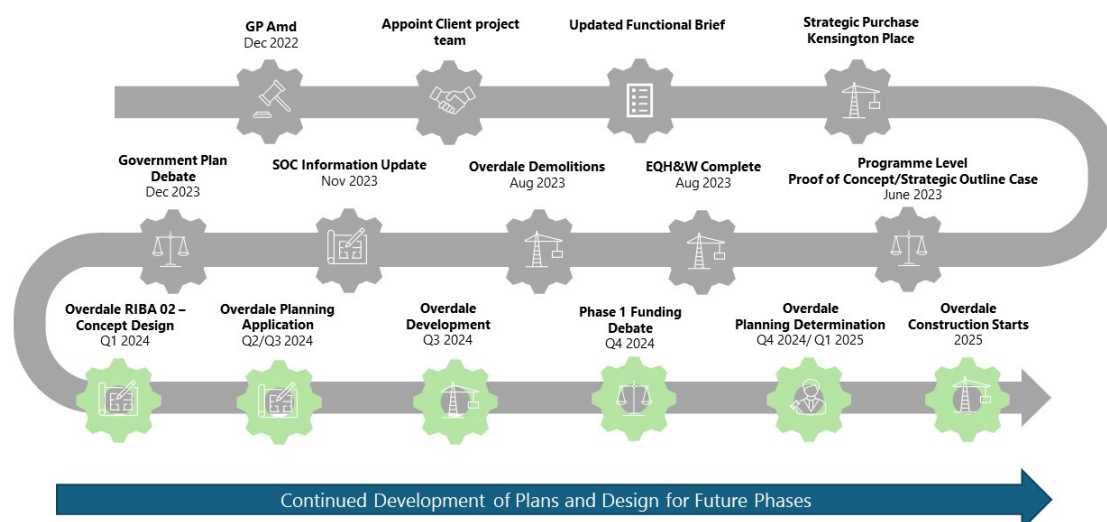 GP Amd
Dec 2022
Appoint Client project
team
Updated Functional Brief
Strategic Purchase
Kensington Place
Government Plan
Debate
Dec 2023
SOC Information Update
Nov 2023
Overdale Demolitions
Aug 2023
EQH&W Complete
Aug 2023
Programme Level
Proof of Concept/Strategic Outline Case
June 2023
Overdale RIBA 02 –
Concept Design
Q1 2024
Overdale Planning
Application
Q2/Q3 2024
Overdale
Development
Q3 2024
Phase 1 Funding
Debate
Q4 2024
Overdale
Planning Determination
Q4 2024/ Q1 2025
Overdale
Construction Starts
2025
Continued Development of Plans and Design for Future Phases